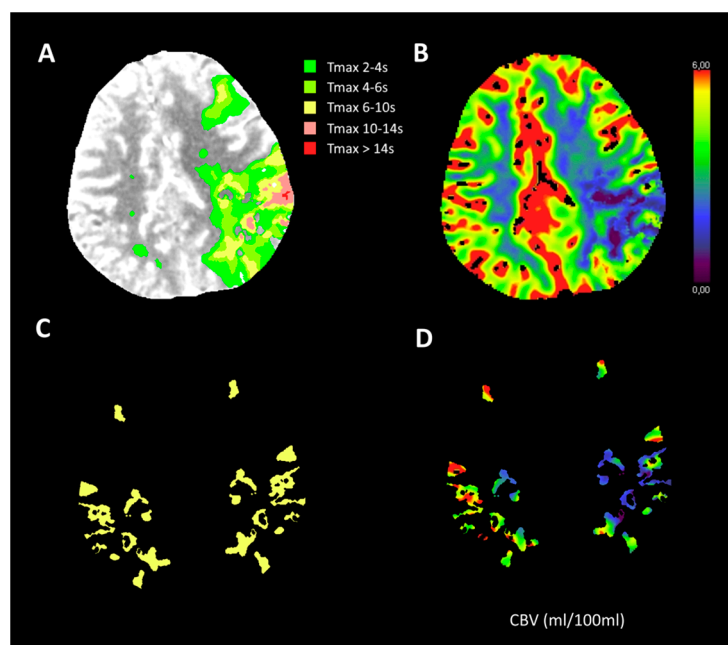 A
Tmax 2-4s
Tmax 4-6s
Tmax 6-10s
Tmax 10-14s
Tmax > 14s
B
6,00
0,00
C
D
CBV (ml/100ml)